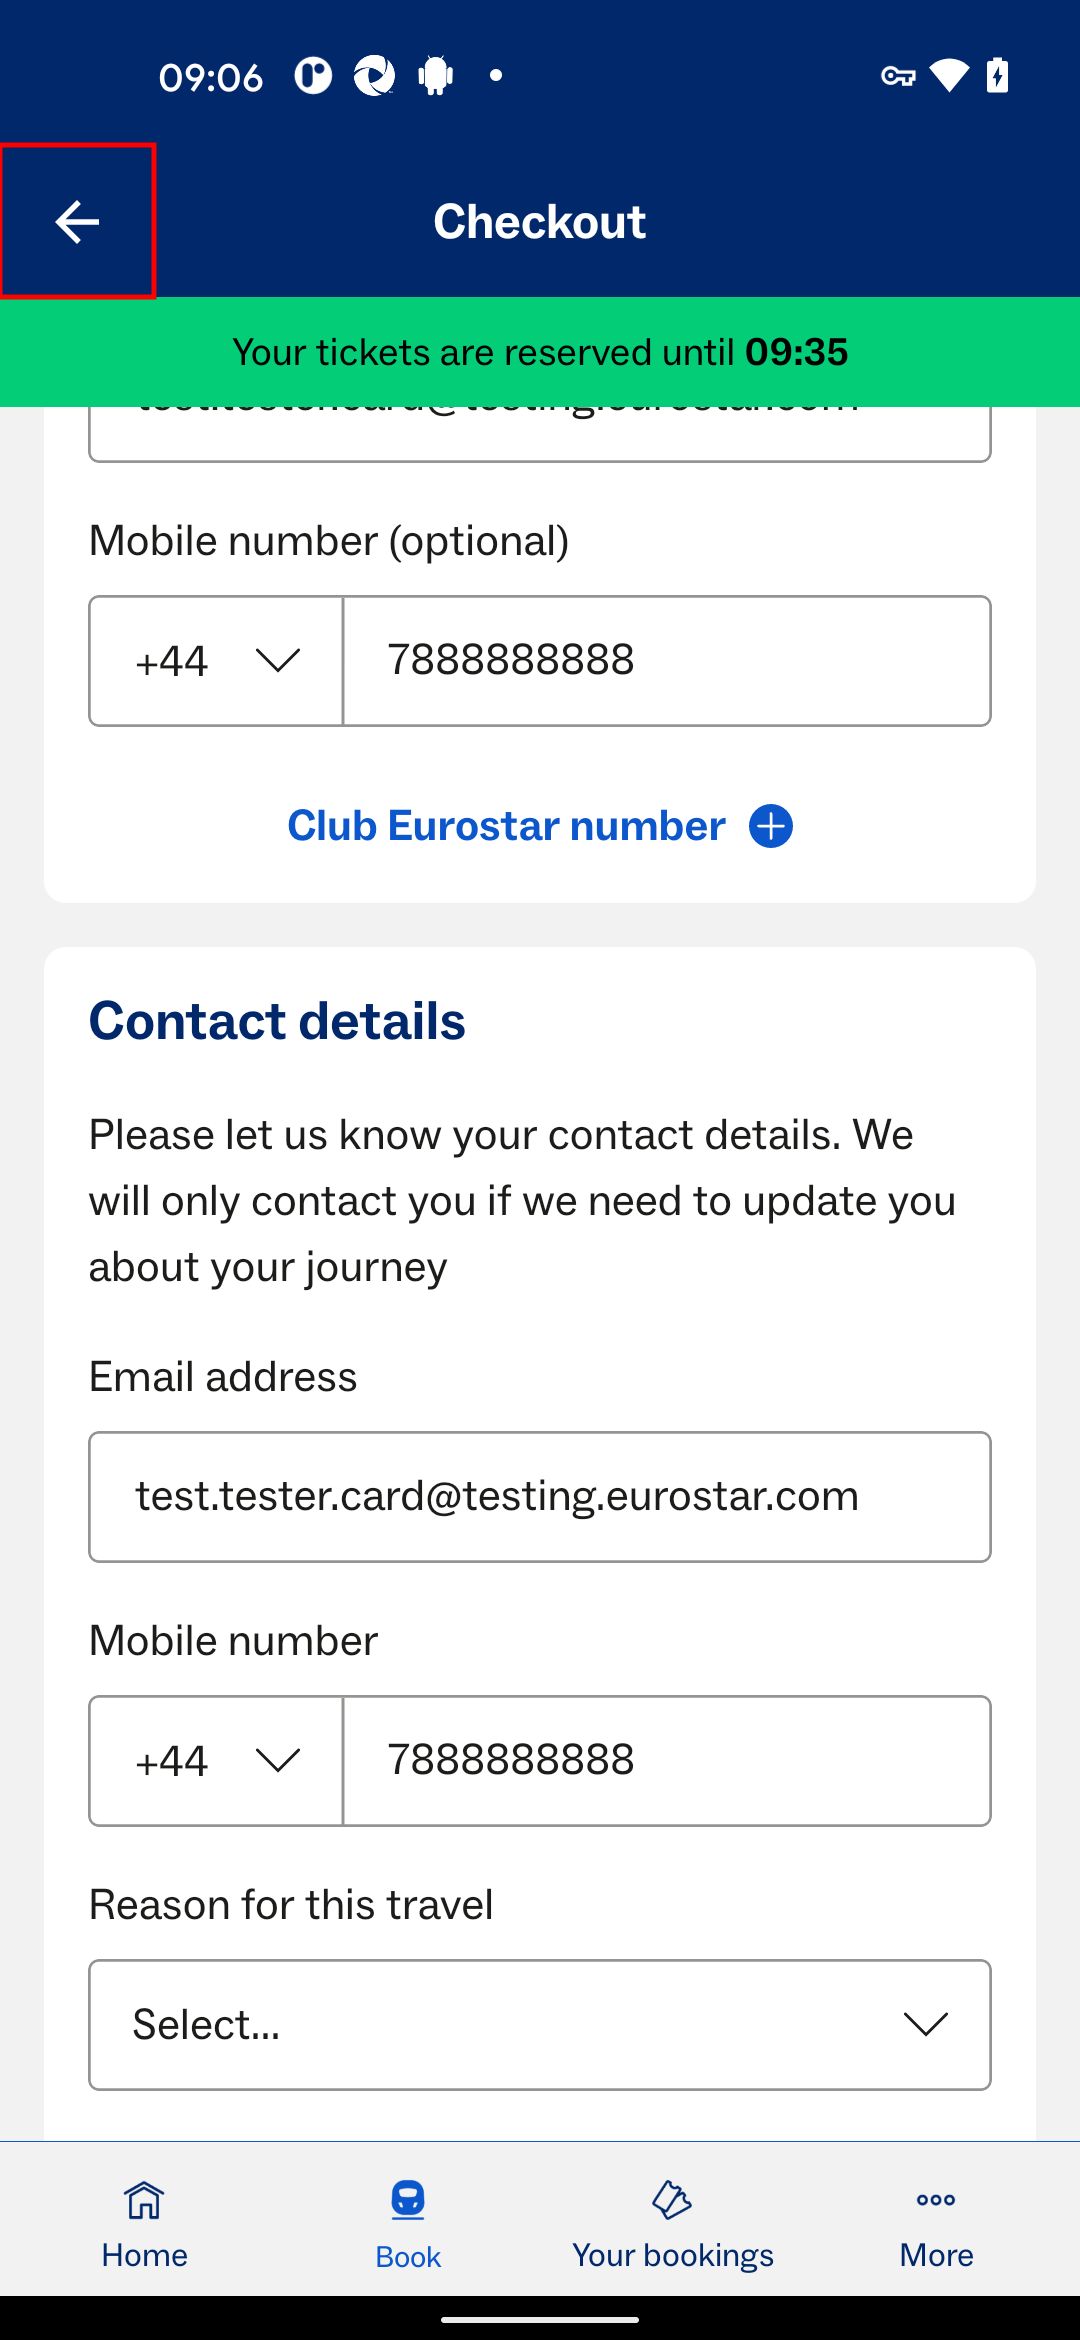 09:06
Checkout
Your tickets are reserved until 09:35
Mobile number (optional)
+44 7888888888
Club Eurostar number
Contact details
Please let us know your contact details. We
will only contact you if we need to update you
about your journey
Email address
test.tester.card@testing.eurostar.com
Mobile number
+44 7888888888
Reason for this travel
Select...
Home Book Your bookings More